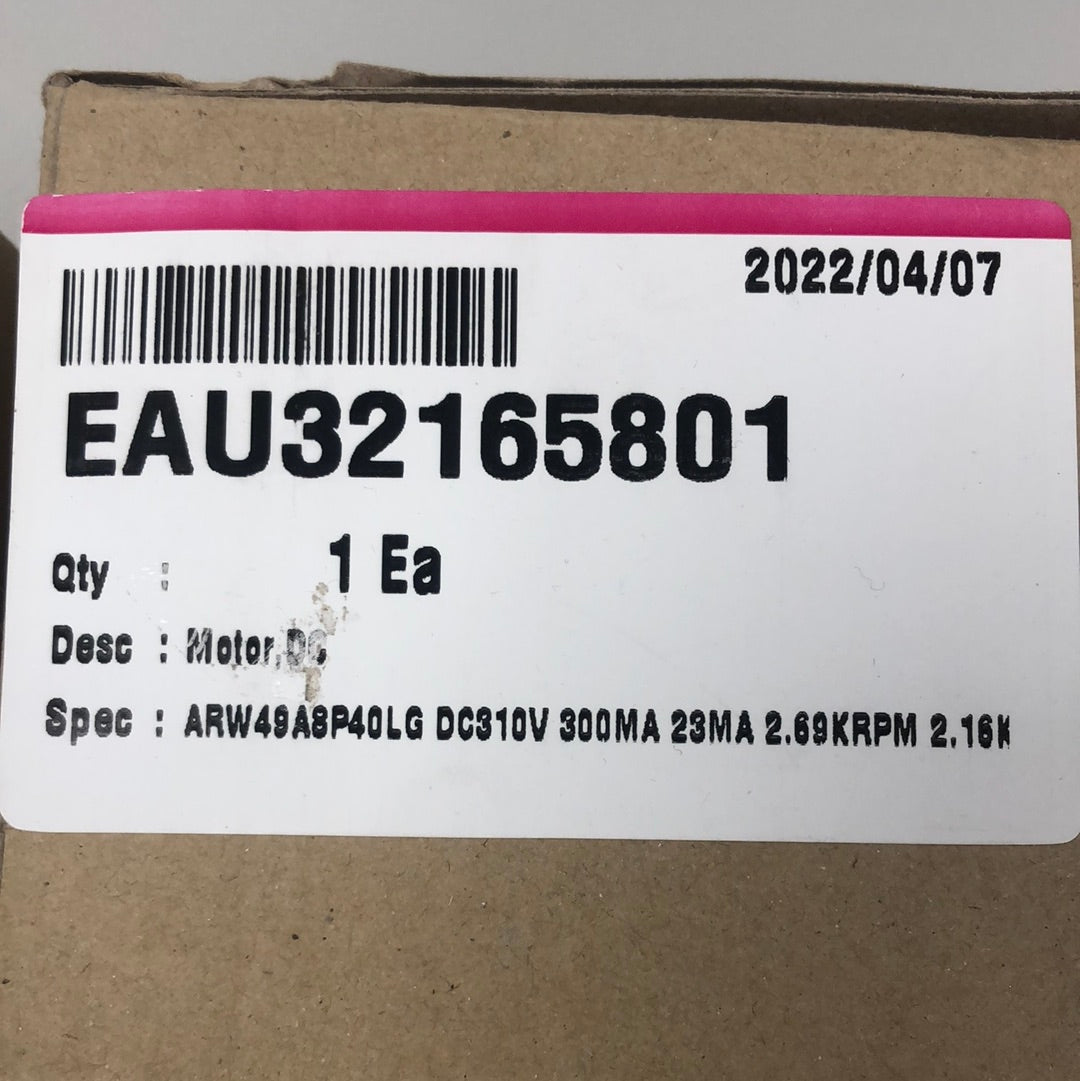 2022/04/07
EAU32165801
Qty : 1 Ea
Desc : Motor,DC
Spec : ARW49A8P40LG DC310V 300MA 23MA 2.69KRPM 2.16K